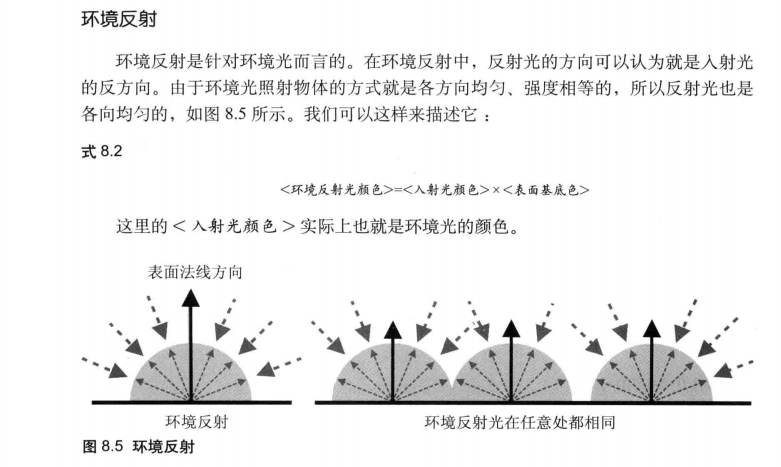 环境反射
环境反射是针对环境光而言的。在环境反射中，反射光的方向可以认为就是入射光
的反方向。由于环境光照射物体的方式就是各方向均匀、强度相等的，所以反射光也是
各向均匀的，如图 8.5 所示。我们可以这样来描述它：
式 8.2
<环境反射光颜色>=<入射光颜色>×<表面基底色>
这里的 < 入射光颜色 > 实际上也就是环境光的颜色。
表面法线方向
环境反射
环境反射光在任意处都相同
图 8.5 环境反射